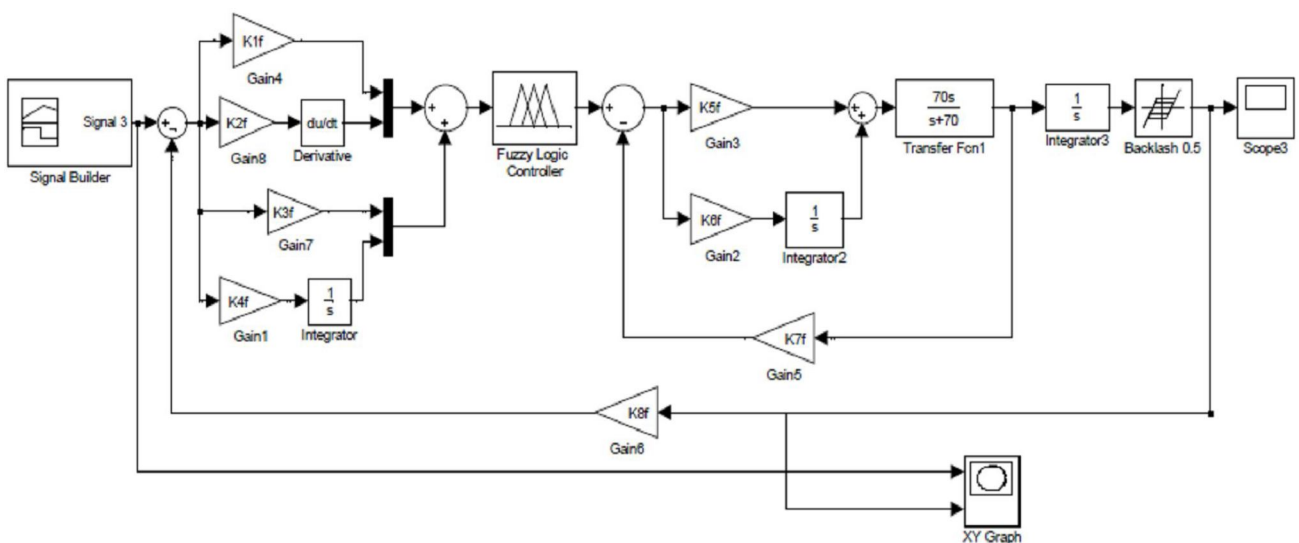 Signal 3
Signal Builder
K1f
Gain4
K2f
Gain8
du/dt
Derivative
K3f
Gain7
K4f
Gain1
1
s
Integrator
+
-
+
+
Fuzzy Logic
Controller
+
-
K5f
Gain3
K6f
Gain2
1
s
Integrator2
+
+
70s
s+70
Transfer Fcn1
1
s
Integrator3
Backlash 0.5
Scope3
K7f
Gain5
K8f
Gain6
XY Graph